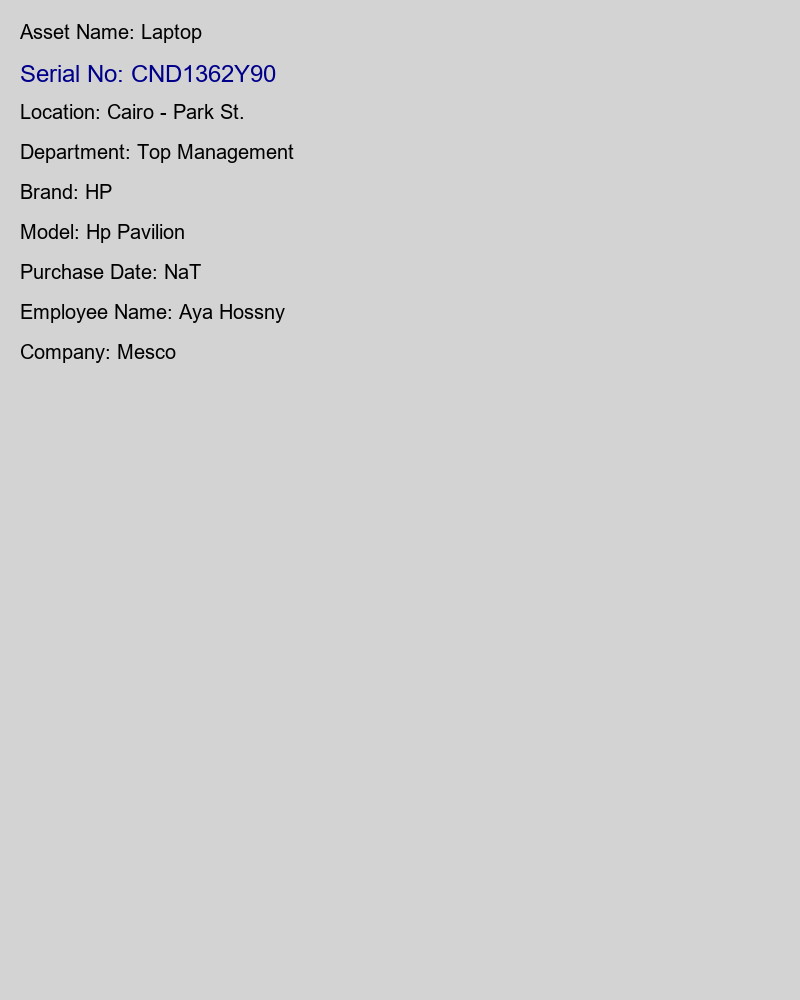 Asset Name: Laptop
Serial No: CND1362Y90
Location: Cairo - Park St.
Department: Top Management
Brand: HP
Model: Hp Pavilion
Purchase Date: NaT
Employee Name: Aya Hossny
Company: Mesco